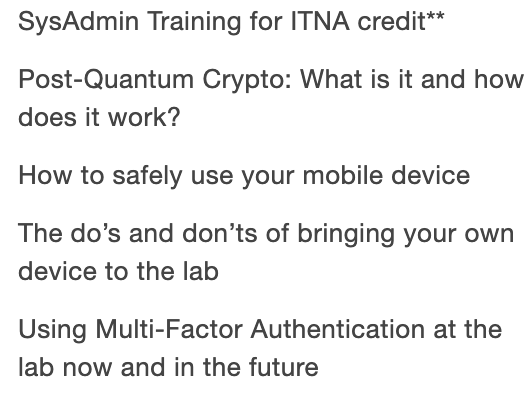 SysAdmin Training for ITNA credit**
Post-Quantum Crypto: What is it and how
does it work?
How to safely use your mobile device
The do’s and don’ts of bringing your own
device to the lab
Using Multi-Factor Authentication at the
lab now and in the future